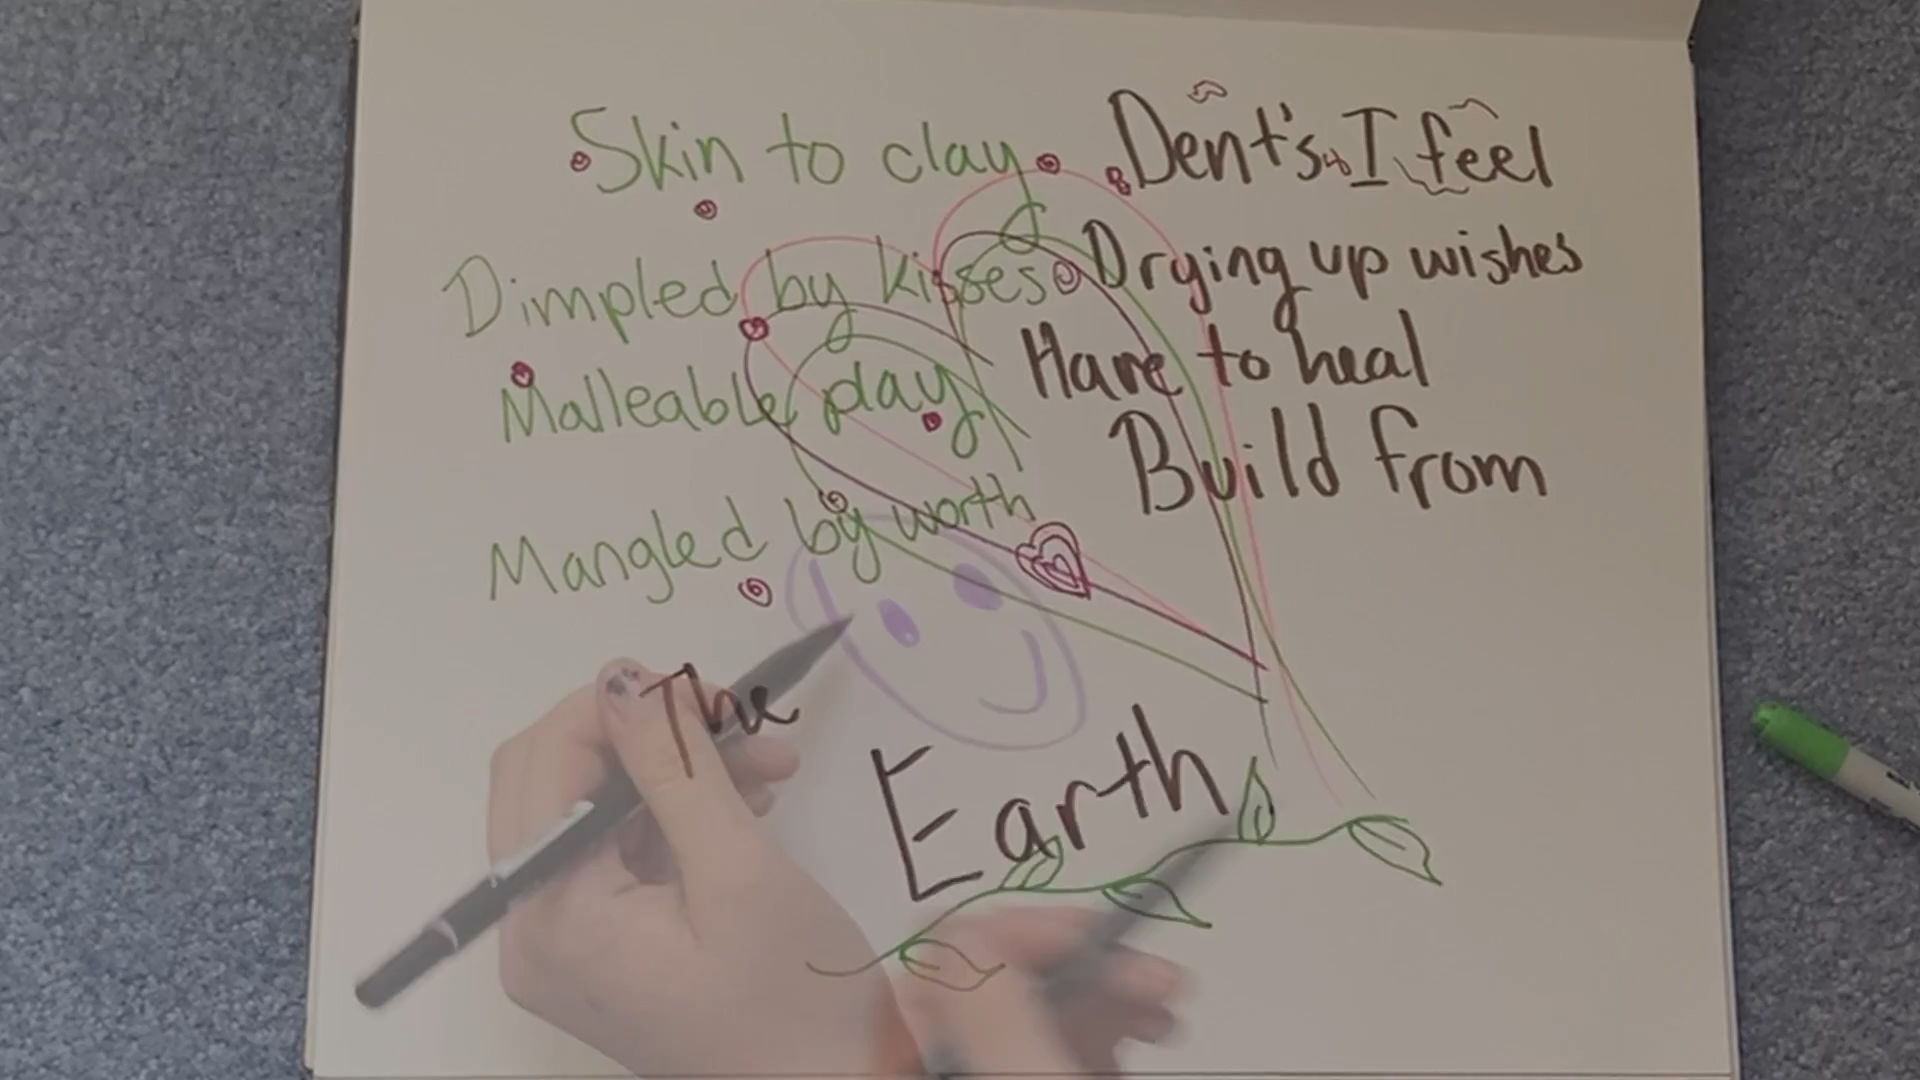 Skin to clay
Dimpled by kisses
Malleable play
Mangled by worth
Dent's I feel
Drying up wishes
Have to heal
Build from
The
Earth